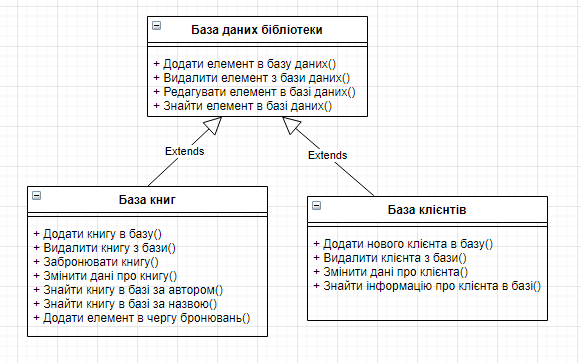 База даних бібліотеки
+ Додати елемент в базу даних()
+ Видалити елемент з бази даних()
+ Редагувати елемент в базі даних()
+ Знайти елемент в базі даних()
Extends
Extends
База книг
+ Додати книгу в базу()
+ Видалити книгу з бази()
+ Забронювати книгу()
+ Змінити дані про книгу()
+ Знайти книгу в базі за автором()
+ Знайти книгу в базі за назвою()
+ Додати елемент в чергу бронювань()
База клієнтів
+ Додати нового клієнта в базу()
+ Видалити клієнта з бази()
+ Змінити дані про клієнта()
+ Знайти інформацію про клієнта в базі()